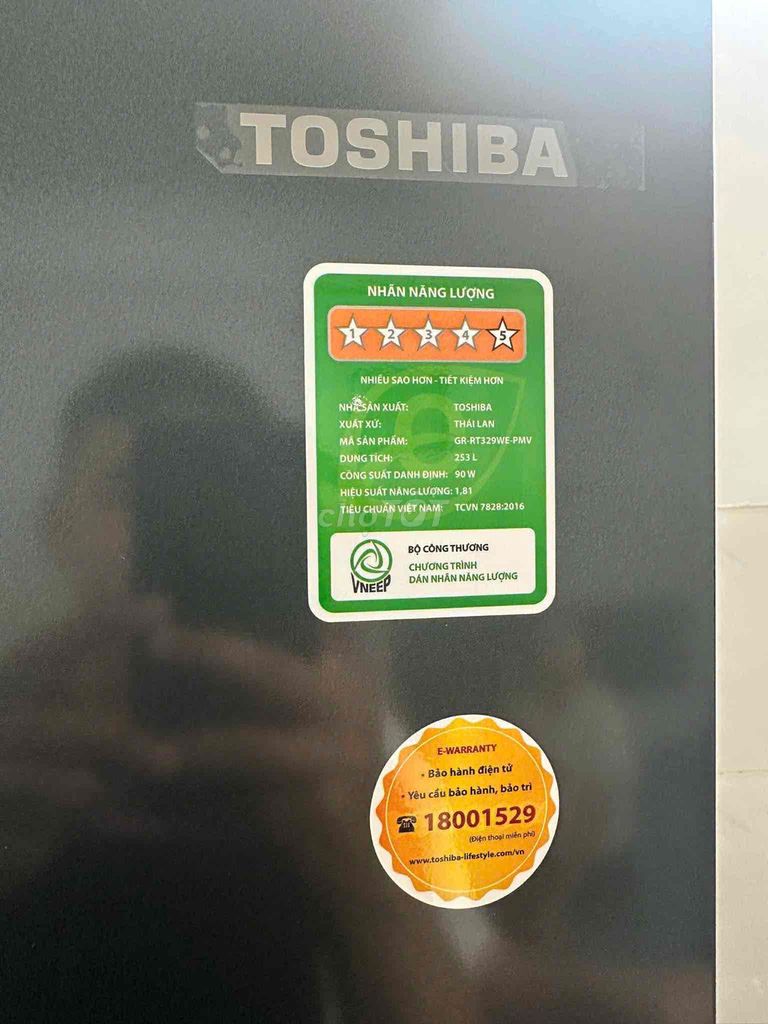 TOSHIBA
NHÃN NĂNG LƯỢNG
1 2 3 4 5
NHIỀU SAO HƠN - TIẾT KIỆM HƠN
NHÀ SẢN XUẤT: TOSHIBA
XUẤT XỨ: THÁI LAN
MÃ SẢN PHẨM: GR-RT329WE-PMV
DUNG TÍCH: 253 L
CÔNG SUẤT DANH ĐỊNH: 90 W
HIỆU SUẤT NĂNG LƯỢNG: 1,81
TIÊU CHUẨN VIỆT NAM: TCVN 7828:2016
chợTỐT
VNEEP
BỘ CÔNG THƯƠNG
CHƯƠNG TRÌNH
DÁN NHÃN NĂNG LƯỢNG
E-WARRANTY
• Bảo hành điện tử
• Yêu cầu bảo hành, bảo trì
☎ 18001529
(Điện thoại miễn phí)
www.toshiba-lifestyle.com/vn